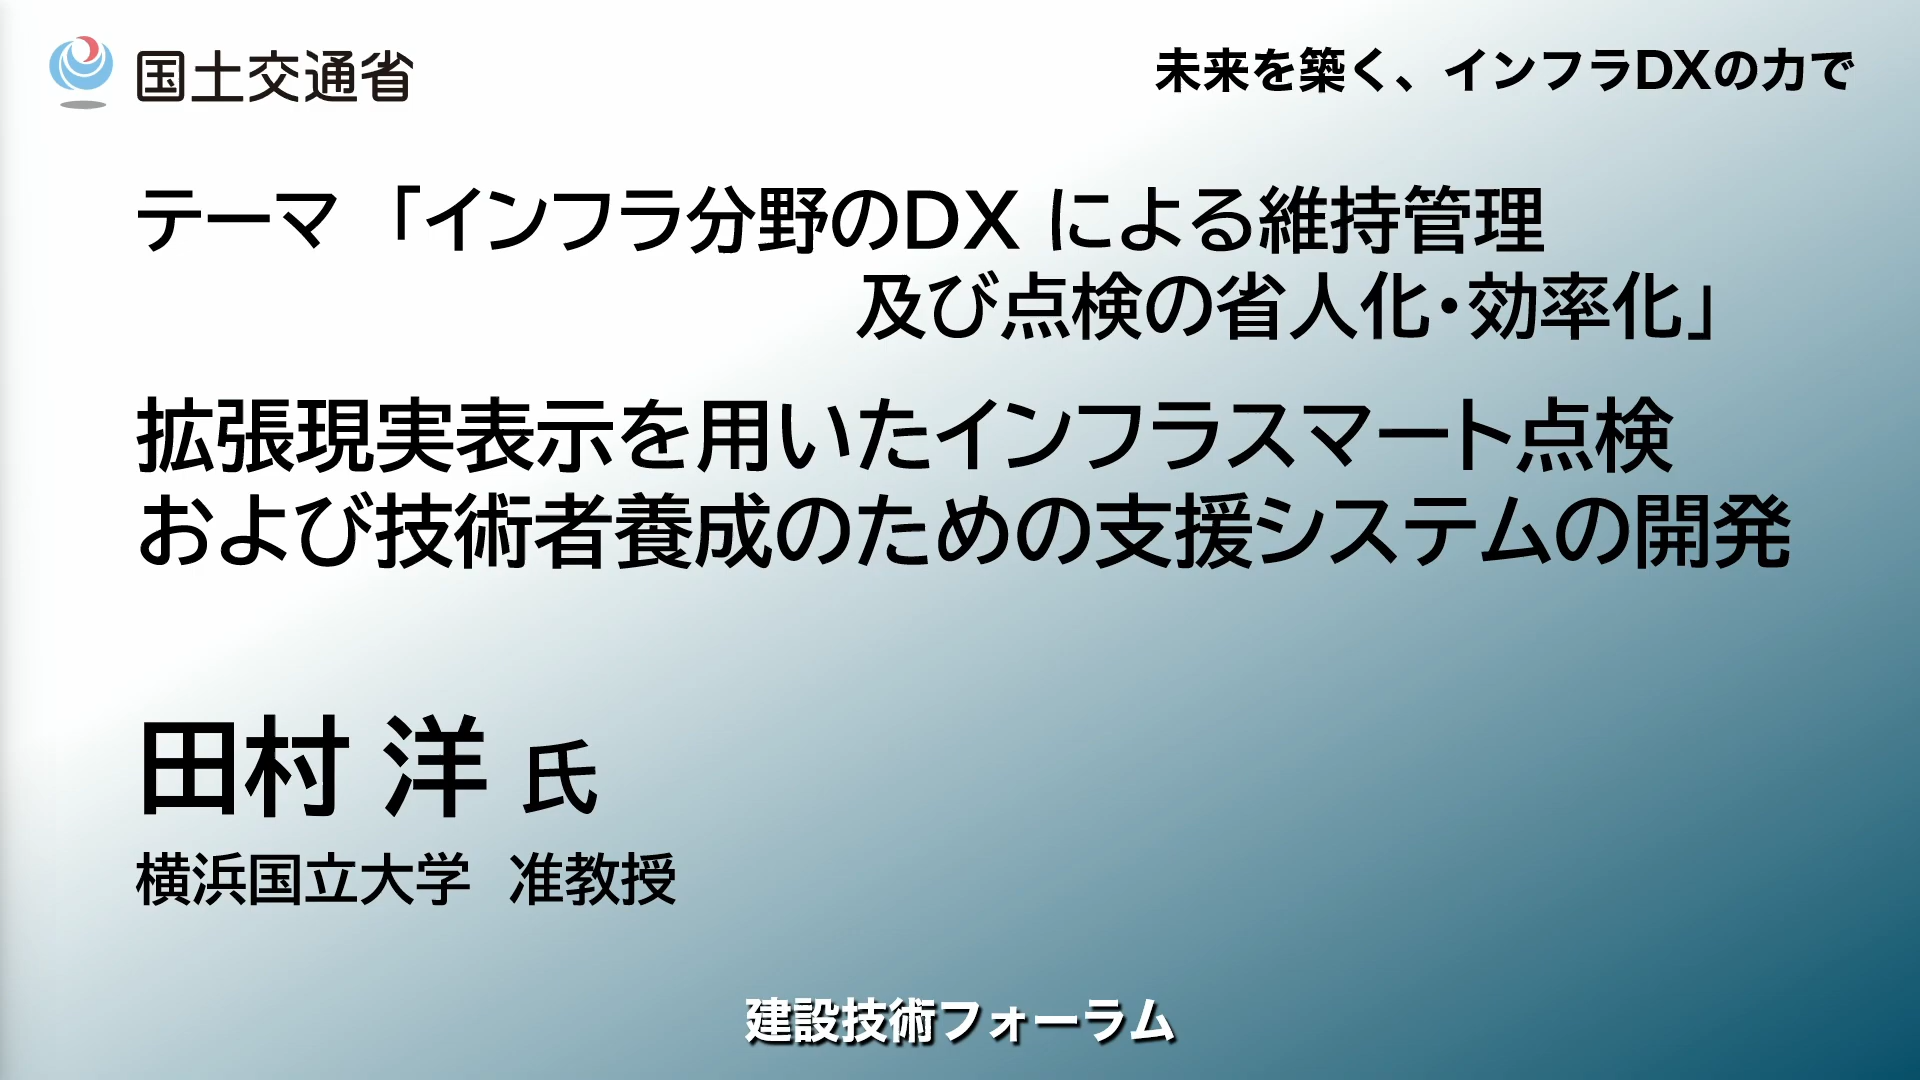 国土交通省
未来を築く、インフラDXの力で
テーマ「インフラ分野のDX による維持管理
及び点検の省人化・効率化」
拡張現実表示を用いたインフラスマート点検
および技術者養成のための支援システムの開発
田村 洋 氏
横浜国立大学 准教授
建設技術フォーラム